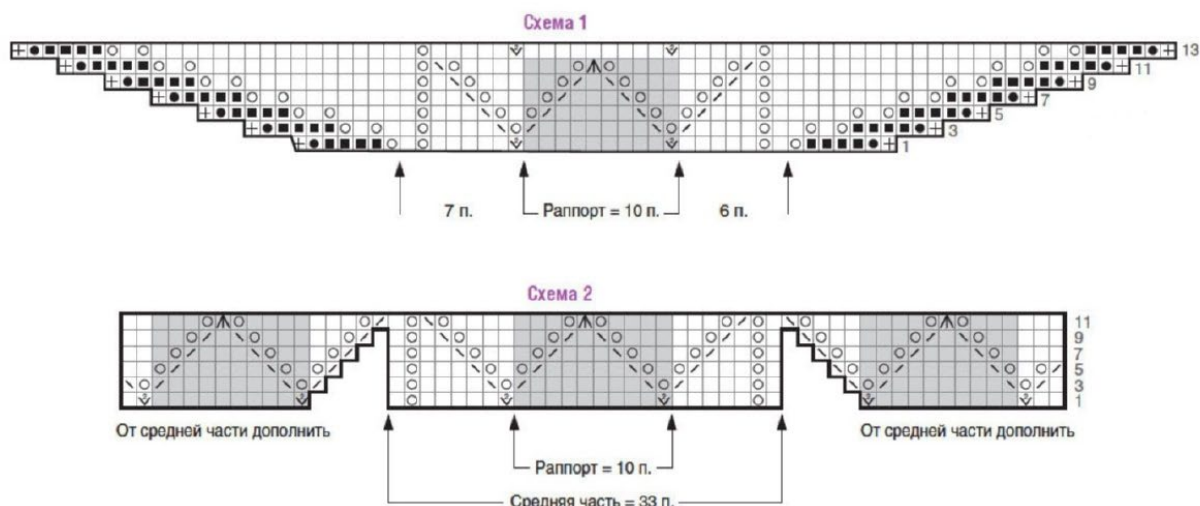 Схема 1
13
11
9
7
5
3
1
7 п.
Раппорт = 10 п.
6 п.
Схема 2
11
9
7
5
3
1
От средней части дополнить
От средней части дополнить
Раппорт = 10 п.
Средняя часть = 33 п.